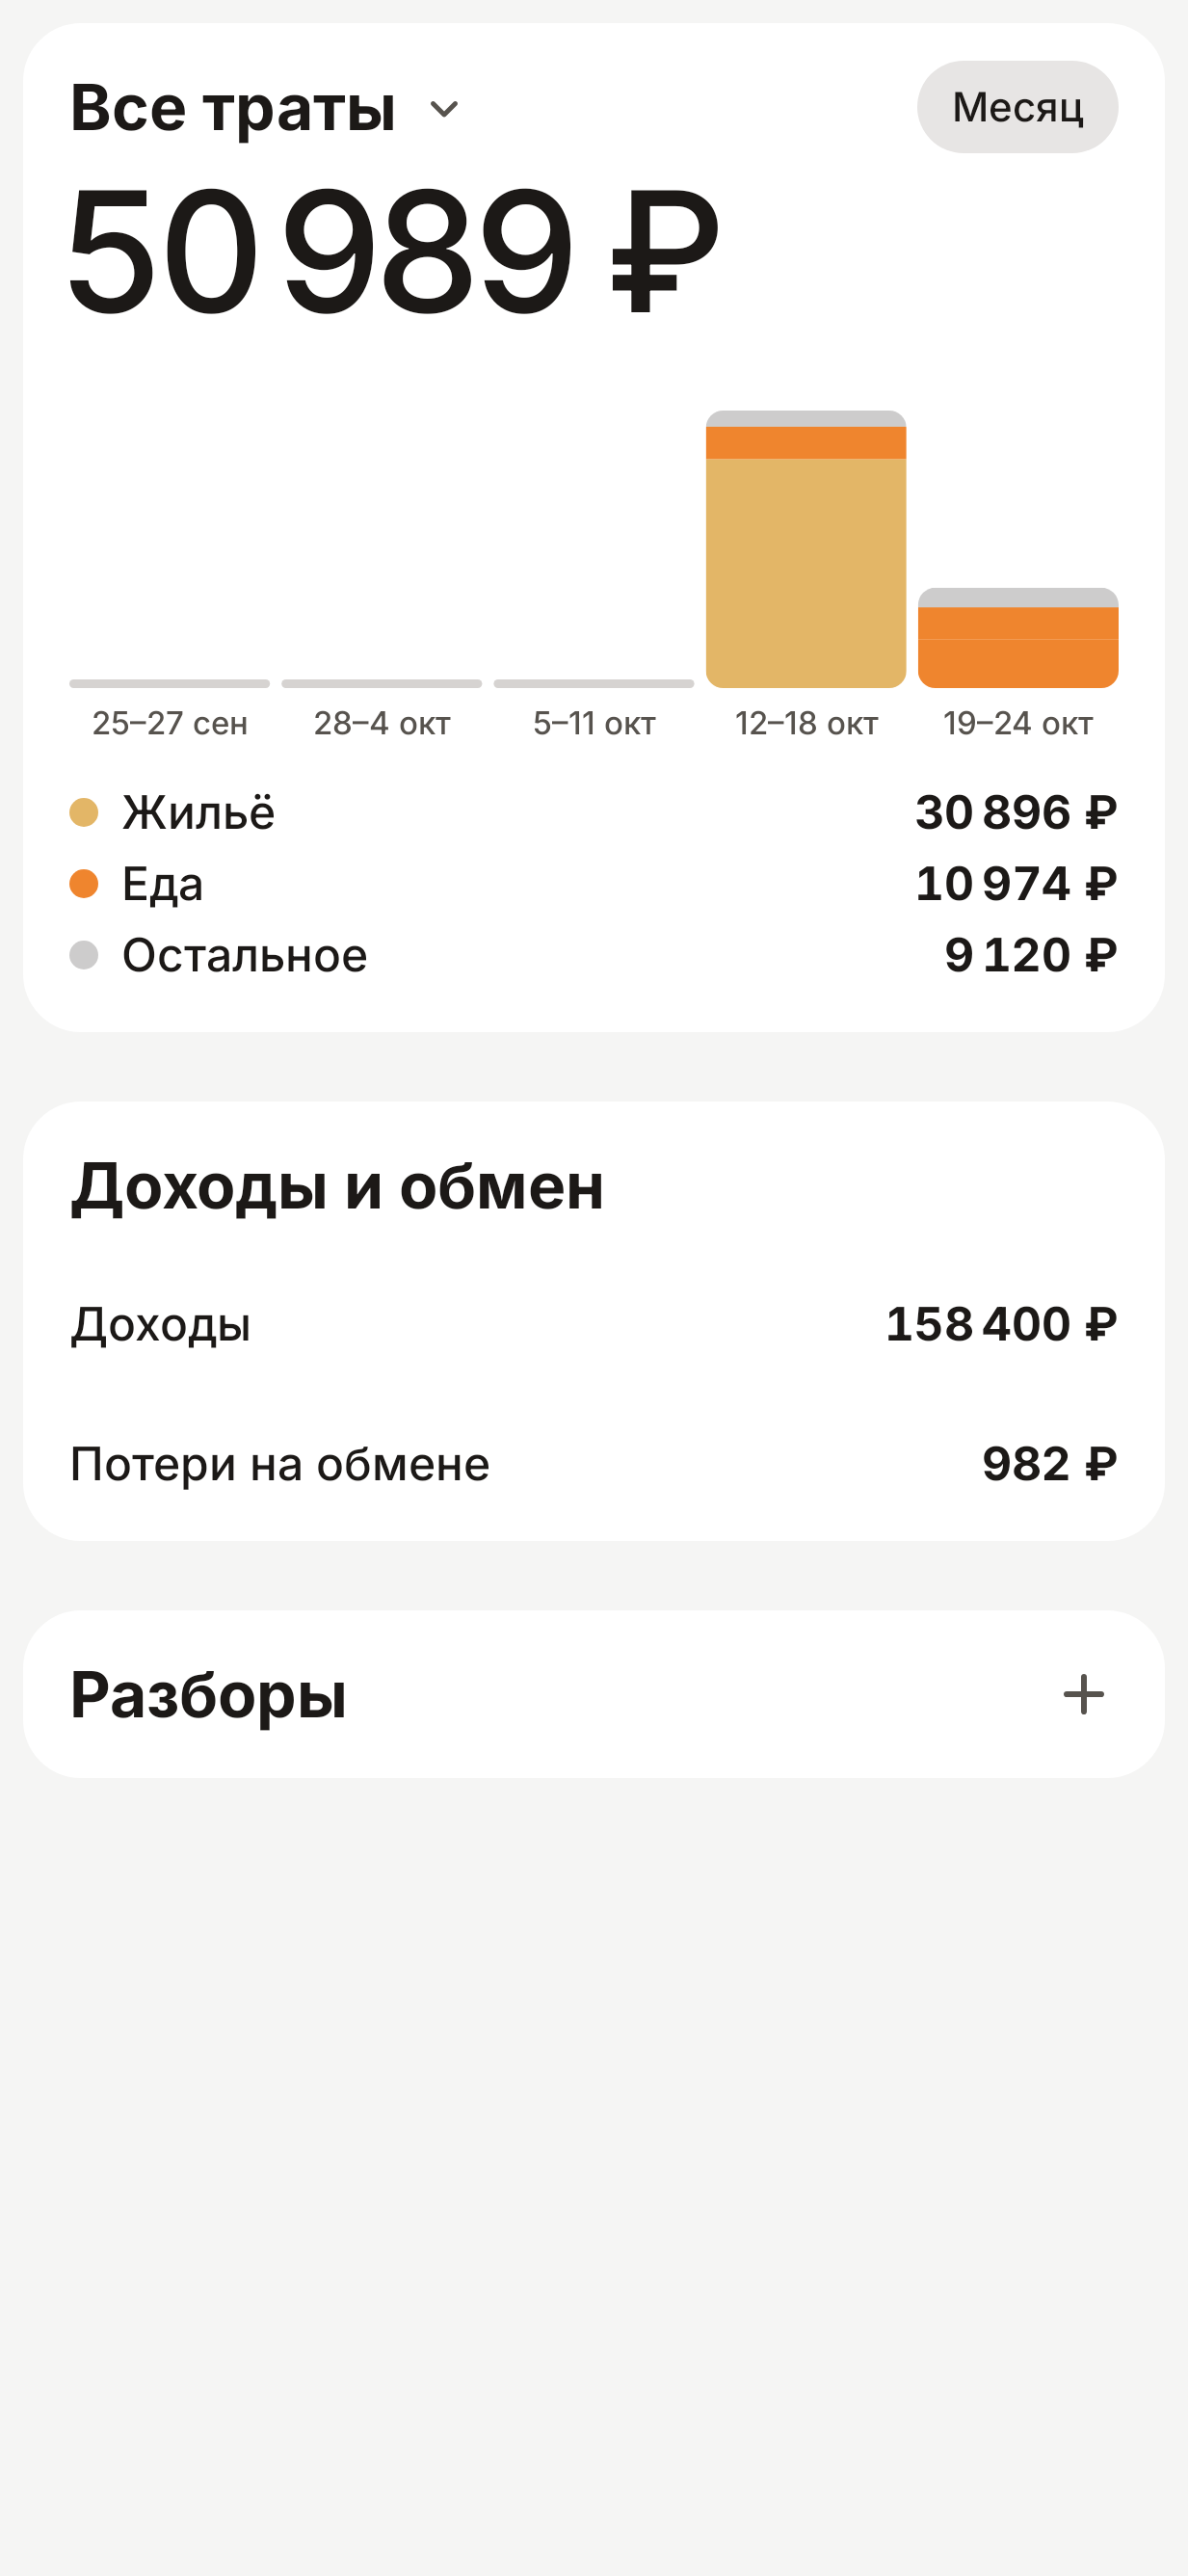 Все траты
Месяц
50 989 ₽
25–27 сен 28–4 окт 5–11 окт 12–18 окт 19–24 окт
Жильё 30 896 ₽
Еда 10 974 ₽
Остальное 9 120 ₽
Доходы и обмен
Доходы 158 400 ₽
Потери на обмене 982 ₽
Разборы